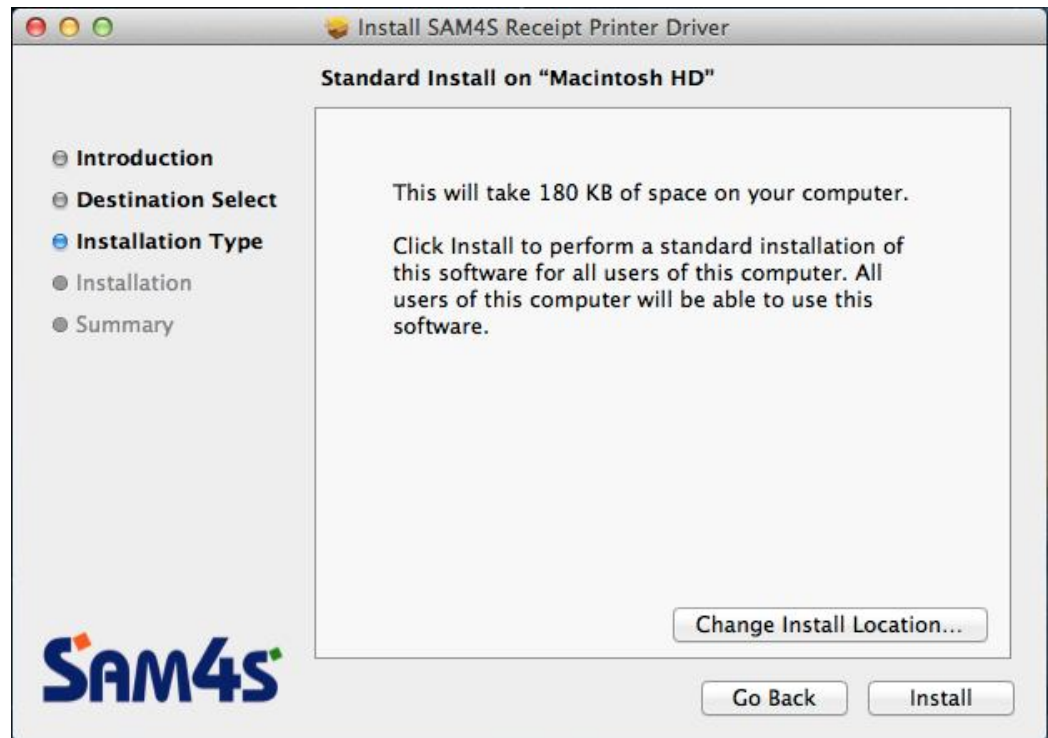 Install SAM4S Receipt Printer Driver
Standard Install on “Macintosh HD”
Introduction
Destination Select
Installation Type
Installation
Summary
This will take 180 KB of space on your computer.
Click Install to perform a standard installation of
this software for all users of this computer. All
users of this computer will be able to use this
software.
Change Install Location...
SAM4S
Go Back
Install